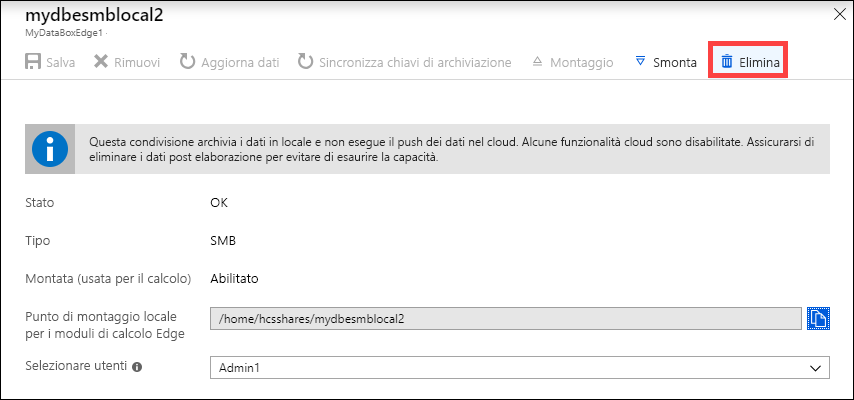 mydbesmblocal2
MyDataBoxEdge1
Salva Rimuovi Aggiorna dati Sincronizza chiavi di archiviazione Montaggio Smonta Elimina
Questa condivisione archivia i dati in locale e non esegue il push dei dati nel cloud. Alcune funzionalità cloud sono disabilitate. Assicurarsi di
eliminare i dati post elaborazione per evitare di esaurire la capacità.
Stato OK
Tipo SMB
Montata (usata per il calcolo) Abilitato
Punto di montaggio locale
per i moduli di calcolo Edge
/home/hcsshares/mydbesmblocal2
Selezionare utenti Admin1